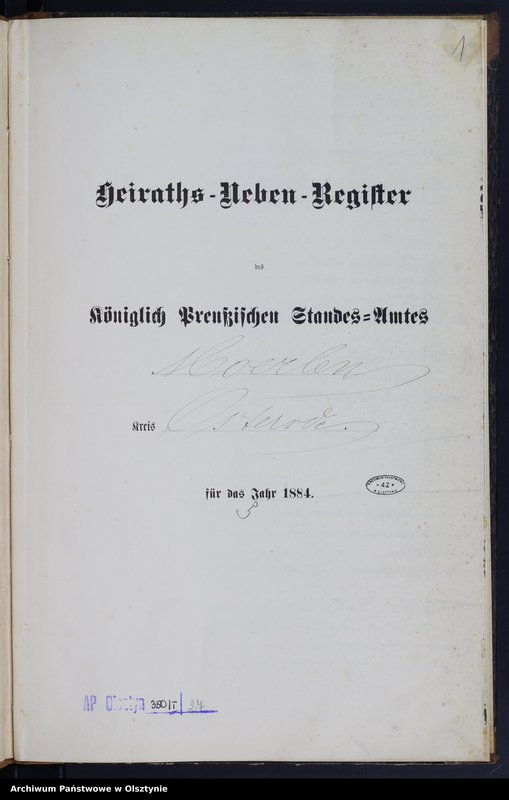 1
Heiraths-Neben-Register
des
Königlich Preußischen Standes-Amtes
Moerlen
Kreis Osterode.
für das Jahr 1884.
42
AP Olsztyn 350/I 27
Archiwum Państwowe w Olsztynie